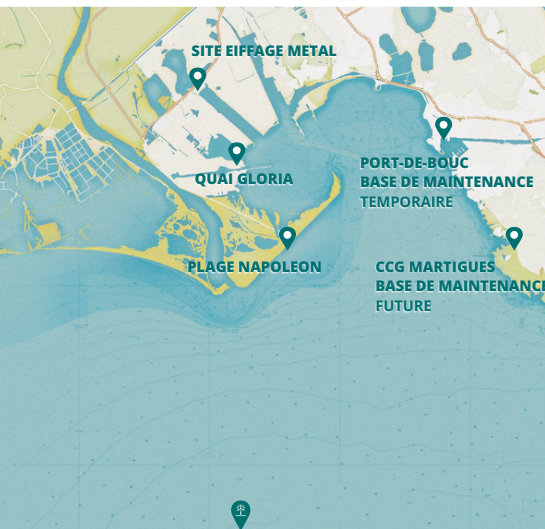 SITE EIFFAGE METAL
QUAI GLORIA
PORT-DE-BOUC
BASE DE MAINTENANCE
TEMPORAIRE
PLAGE NAPOLEON
CCG MARTIGUES
BASE DE MAINTENANCE
FUTURE